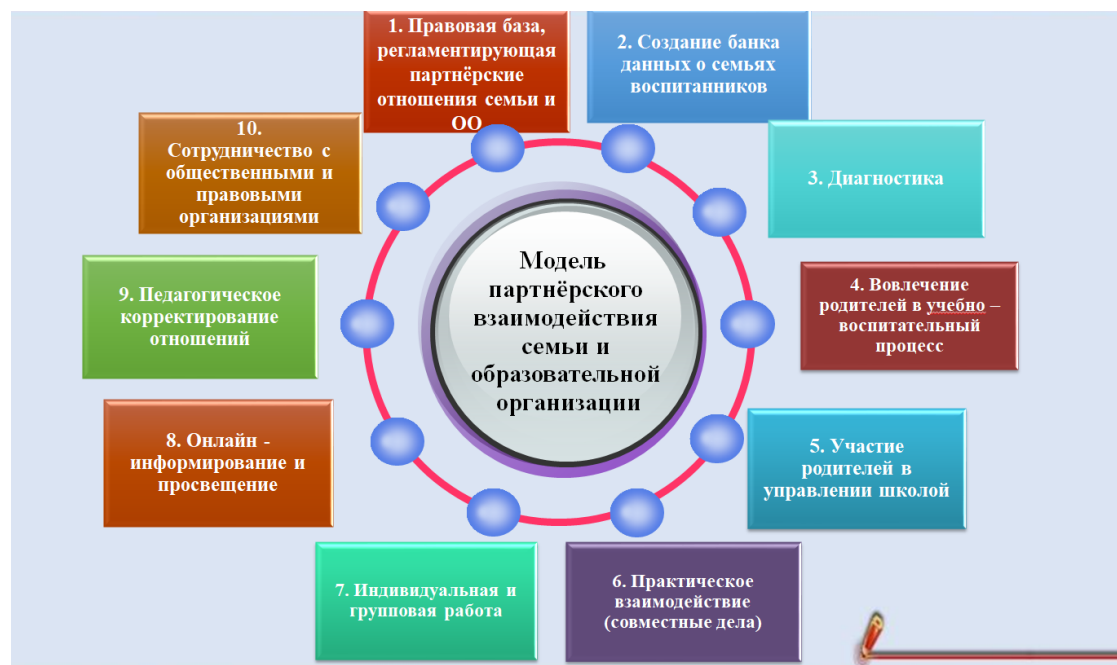 1. Правовая база,
регламентирующая
партнёрские
отношения семьи и
ОО
2. Создание банка
данных о семьях
воспитанников
3. Диагностика
4. Вовлечение
родителей в учебно –
воспитательный
процесс
5. Участие
родителей в
управлении школой
6. Практическое
взаимодействие
(совместные дела)
7. Индивидуальная и
групповая работа
8. Онлайн -
информирование и
просвещение
9. Педагогическое
корректирование
отношений
10.
Сотрудничество с
общественными и
правовыми
организациями
Модель
партнёрского
взаимодействия
семьи и
образовательной
организации